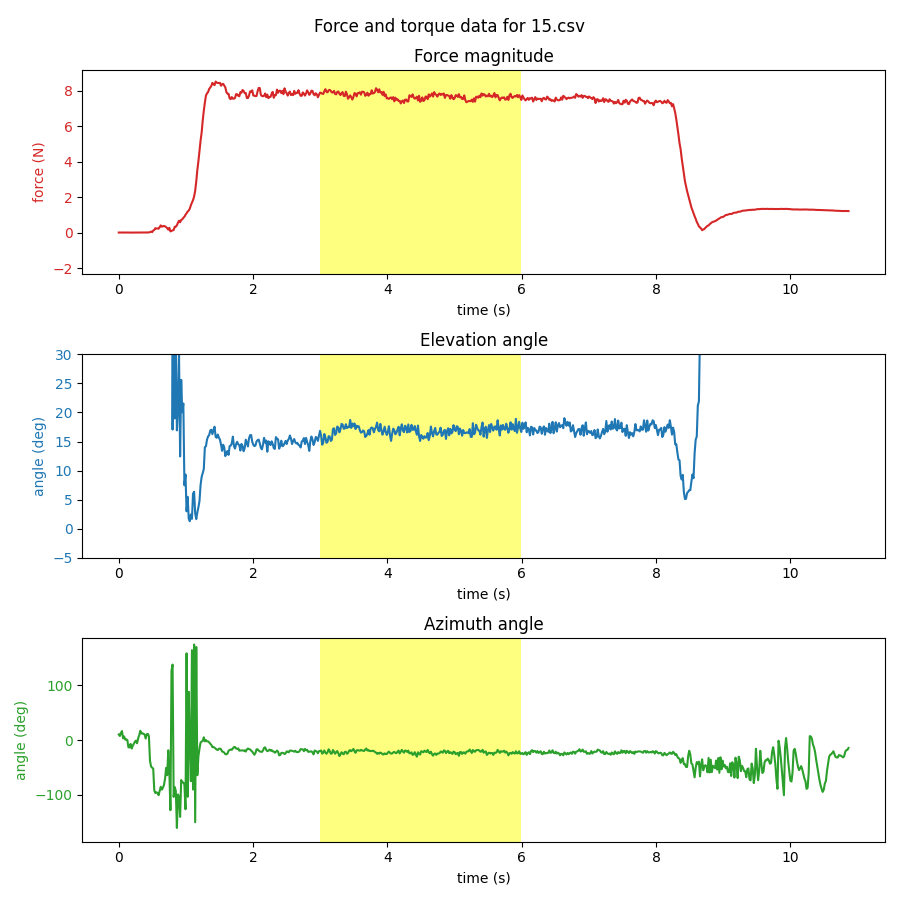 Force and torque data for 15.csv
Force magnitude
8
6
4
2
0
−2
force (N)
0 2 4 6 8 10
time (s)
Elevation angle
30
25
20
15
10
5
0
−5
angle (deg)
0 2 4 6 8 10
time (s)
Azimuth angle
100
0
−100
angle (deg)
0 2 4 6 8 10
time (s)